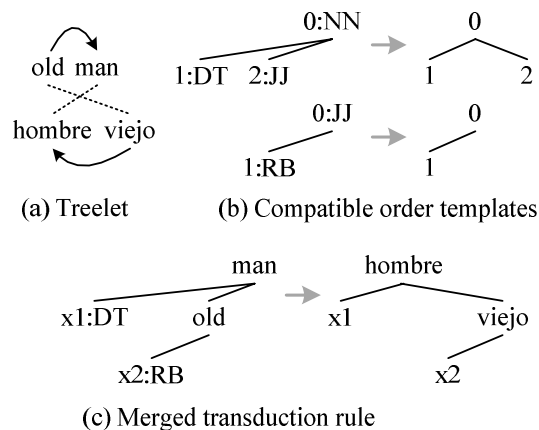 old man
hombre viejo
(a) Treelet
0:NN
0
1:DT 2:JJ
1 2
0:JJ
0
1:RB
1
(b) Compatible order templates
man
hombre
x1:DT
old
x1
viejo
x2:RB
x2
(c) Merged transduction rule